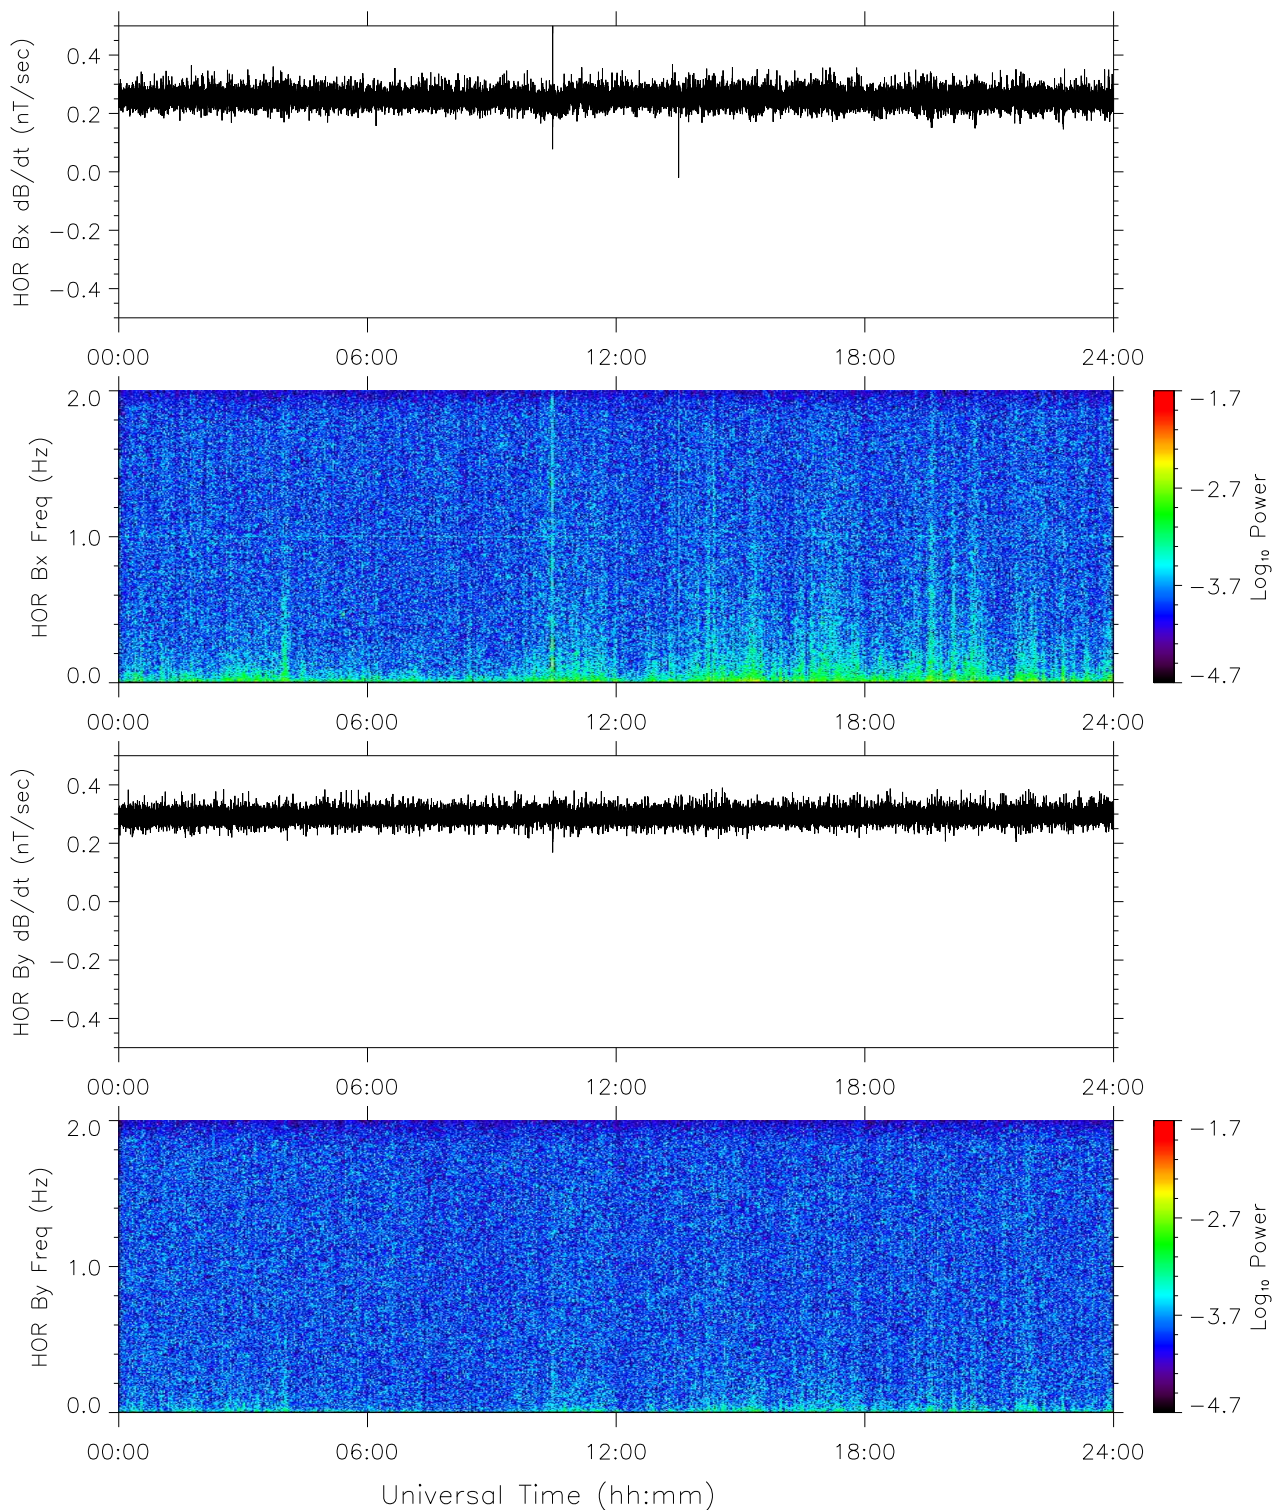 HOR Bx dB/dt (nT/sec)
0.4
0.2
0.0
−0.2
−0.4
00:00 06:00 12:00 18:00 24:00
HOR Bx Freq (Hz)
2.0
1.0
0.0
−1.7
−2.7
−3.7
−4.7
Log₁₀ Power
00:00 06:00 12:00 18:00 24:00
HOR By dB/dt (nT/sec)
0.4
0.2
0.0
−0.2
−0.4
00:00 06:00 12:00 18:00 24:00
HOR By Freq (Hz)
2.0
1.0
0.0
−1.7
−2.7
−3.7
−4.7
Log₁₀ Power
00:00 06:00 12:00 18:00 24:00
Universal Time (hh:mm)